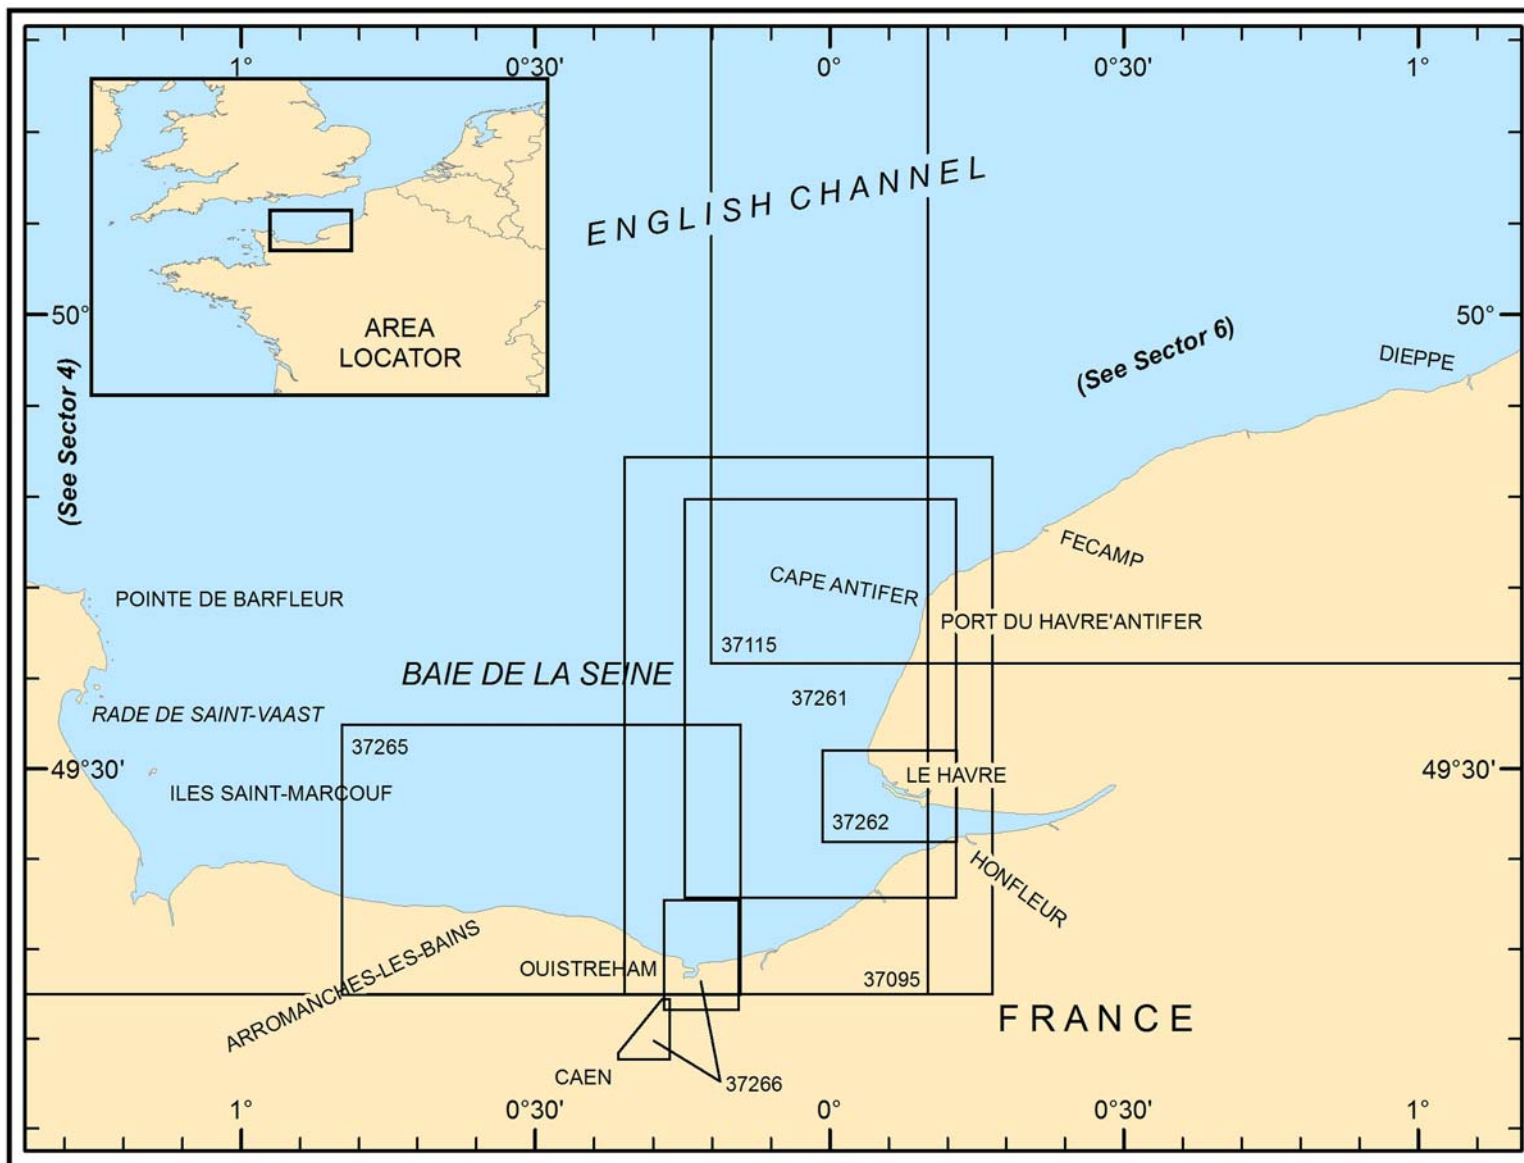 1°
0°30'
0°
0°30'
1°
AREA
LOCATOR
ENGLISH CHANNEL
50°
50°
(See Sector 4)
(See Sector 6)
DIEPPE
FECAMP
CAPE ANTIFER
POINTE DE BARFLEUR
PORT DU HAVRE'ANTIFER
37115
BAIE DE LA SEINE
37261
RADE DE SAINT-VAAST
37265
49°30'
LE HAVRE
49°30'
ILES SAINT-MARCOUF
37262
HONFLEUR
ARROMANCHES-LES-BAINS
OUISTREHAM
37095
FRANCE
CAEN
37266
1°
0°30'
0°
0°30'
1°